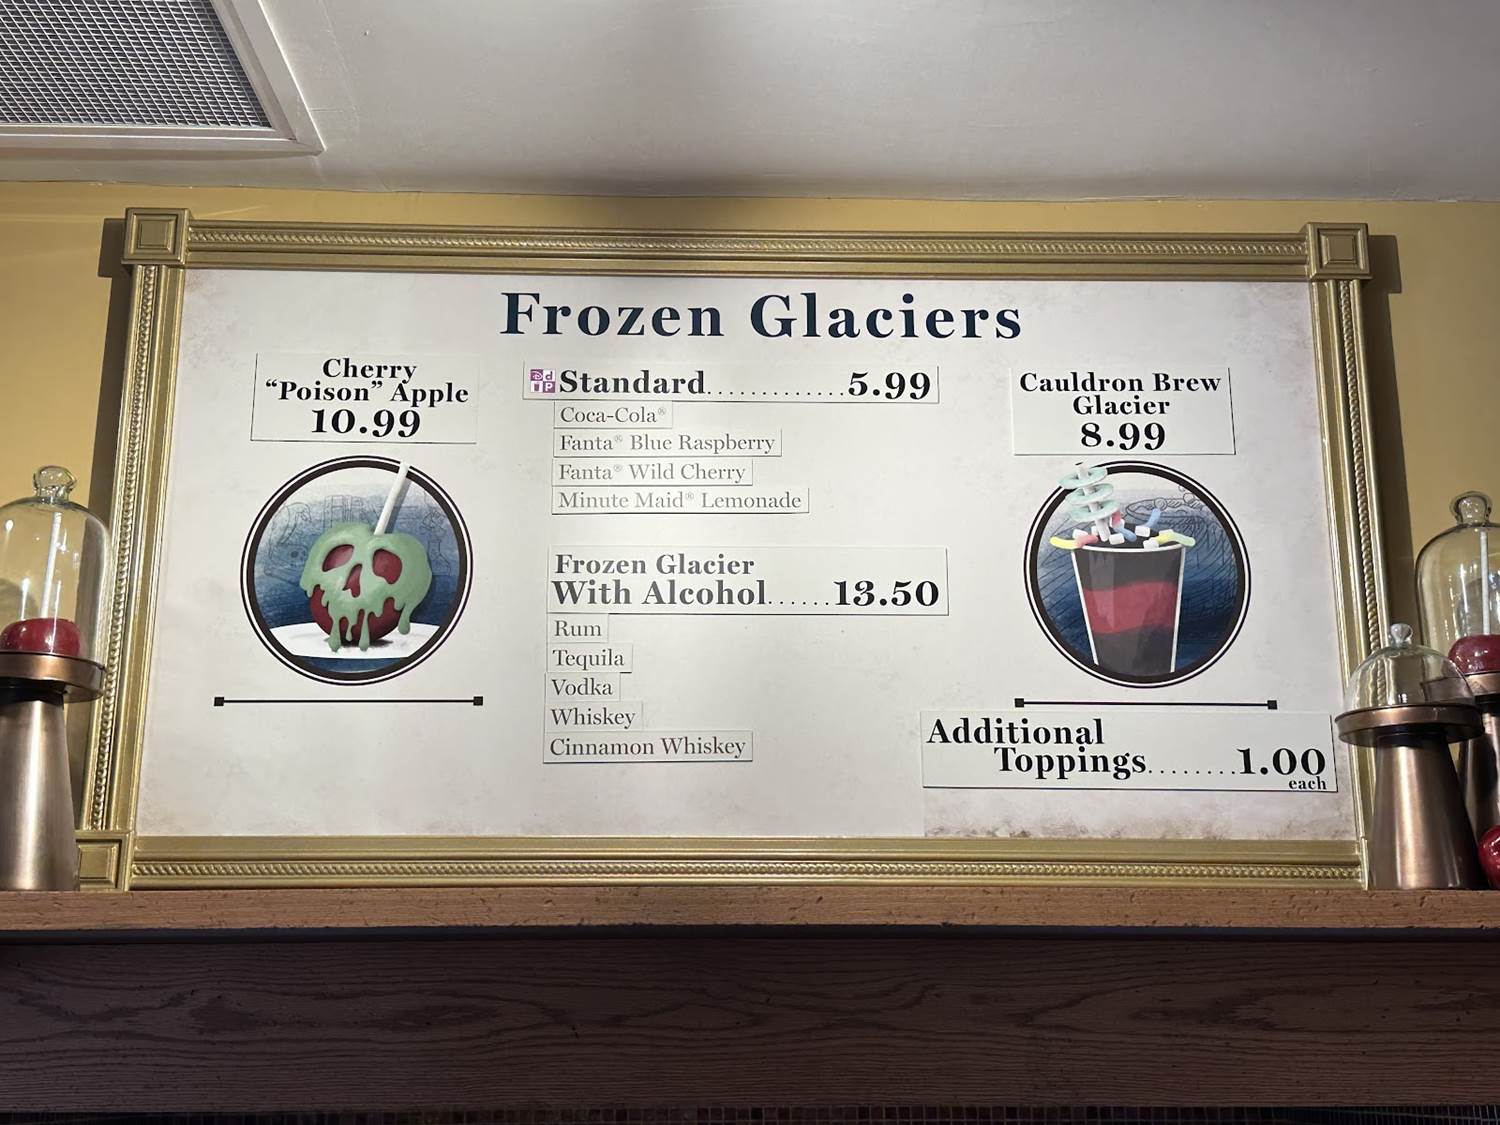 Frozen Glaciers
Cherry
“Poison” Apple
10.99
DDP Standard.............5.99
Coca-Cola®
Fanta® Blue Raspberry
Fanta® Wild Cherry
Minute Maid® Lemonade
Frozen Glacier
With Alcohol......13.50
Rum
Tequila
Vodka
Whiskey
Cinnamon Whiskey
Cauldron Brew
Glacier
8.99
Additional
Toppings........1.00
each